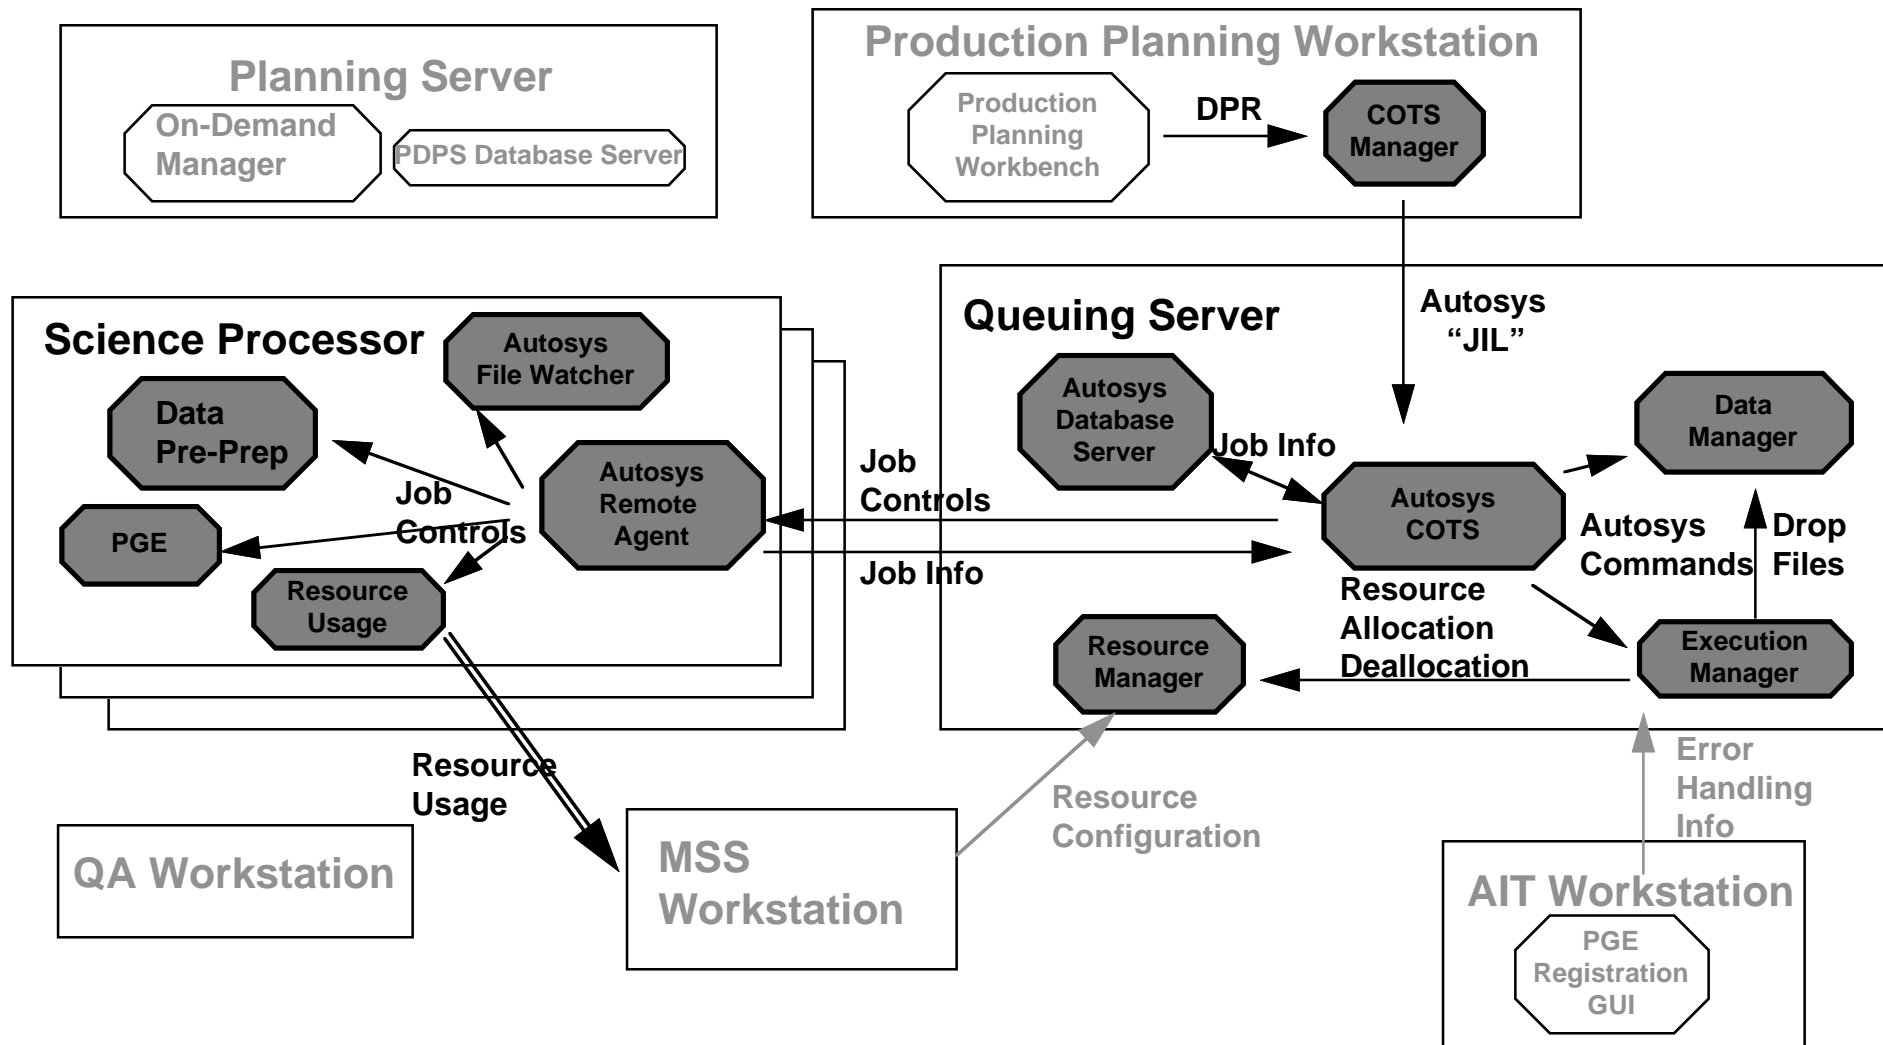 Planning Server
On-Demand
Manager
PDPS Database Server
Production Planning Workstation
Production
Planning
Workbench
DPR
COTS
Manager
Science Processor
Autosys
File Watcher
Data
Pre-Prep
PGE
Job
Controls
Autosys
Remote
Agent
Resource
Usage
Job
Controls
Job Info
Queuing Server
Autosys
“JIL”
Autosys
Database
Server
Job Info
Autosys
COTS
Data
Manager
Autosys
Commands
Drop
Files
Resource
Allocation
Deallocation
Resource
Manager
Execution
Manager
Resource
Usage
Resource
Configuration
Error
Handling
Info
QA Workstation
MSS
Workstation
AIT Workstation
PGE
Registration
GUI